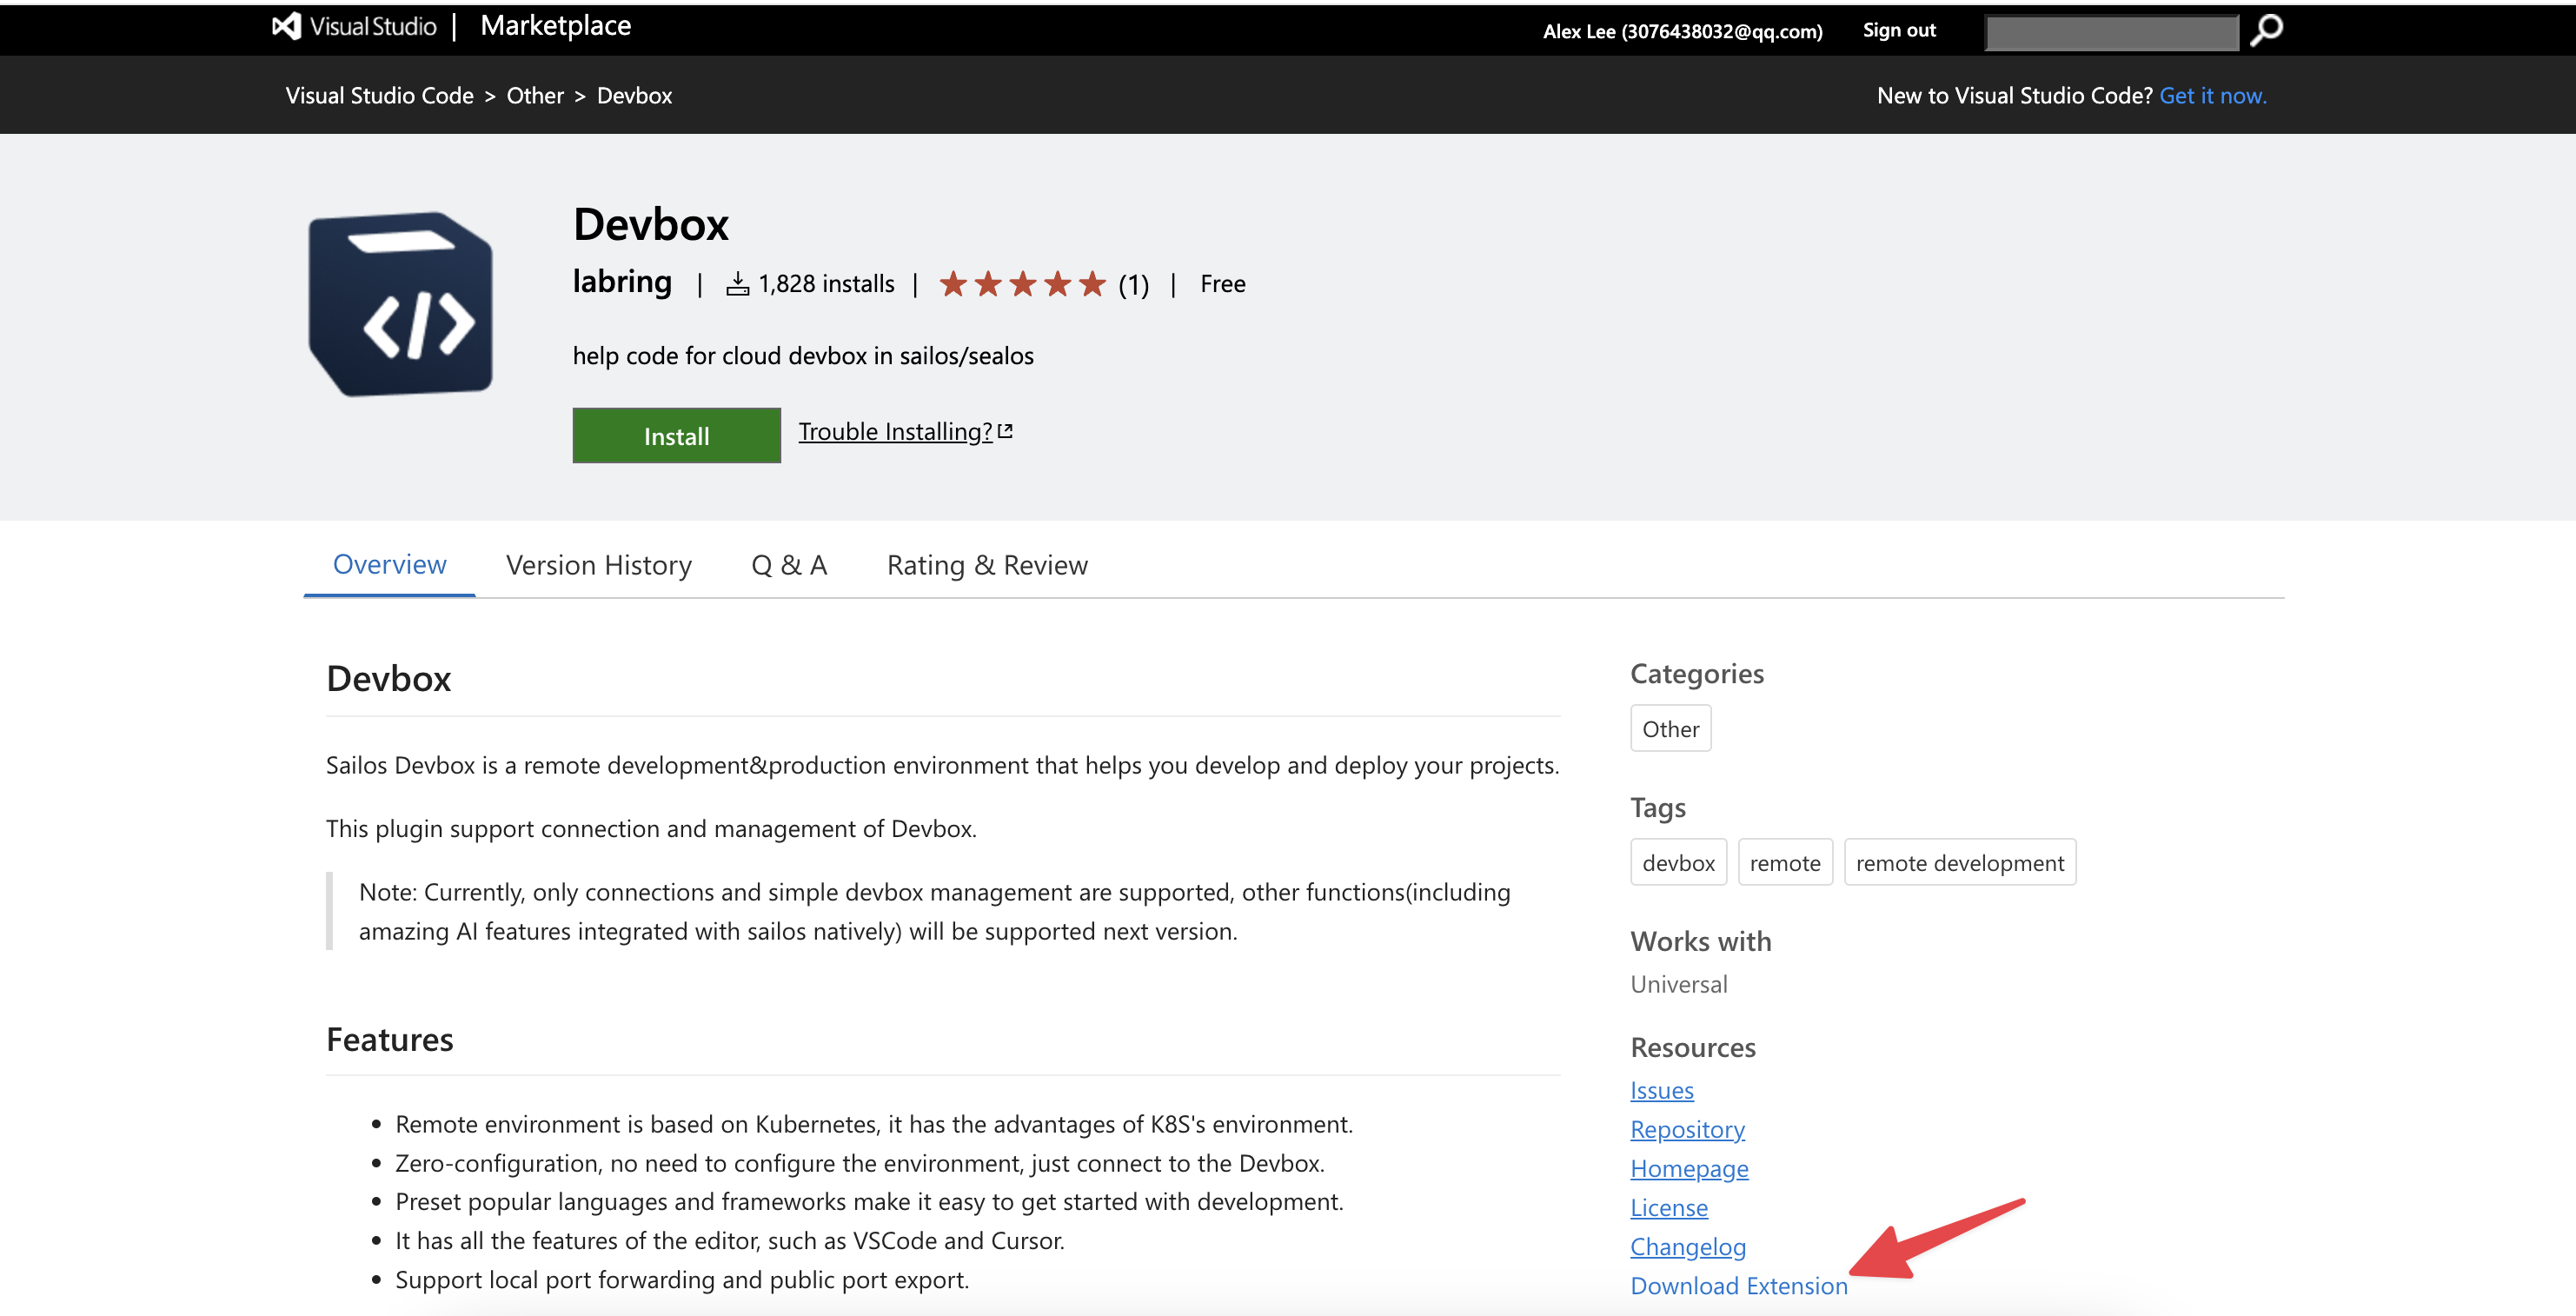 Visual Studio | Marketplace
Alex Lee (3076438032@qq.com) Sign out
Visual Studio Code > Other > Devbox
New to Visual Studio Code? Get it now.
Devbox
labring | 1,828 installs | (1) | Free
help code for cloud devbox in sailos/sealos
Install Trouble Installing?
Overview Version History Q & A Rating & Review
Devbox
Sailos Devbox is a remote development&production environment that helps you develop and deploy your projects.
This plugin support connection and management of Devbox.
Note: Currently, only connections and simple devbox management are supported, other functions(including
amazing AI features integrated with sailos natively) will be supported next version.
Features
Remote environment is based on Kubernetes, it has the advantages of K8S's environment.
Zero-configuration, no need to configure the environment, just connect to the Devbox.
Preset popular languages and frameworks make it easy to get started with development.
It has all the features of the editor, such as VSCode and Cursor.
Support local port forwarding and public port export.
Categories
Other
Tags
devbox remote remote development
Works with
Universal
Resources
Issues
Repository
Homepage
License
Changelog
Download Extension